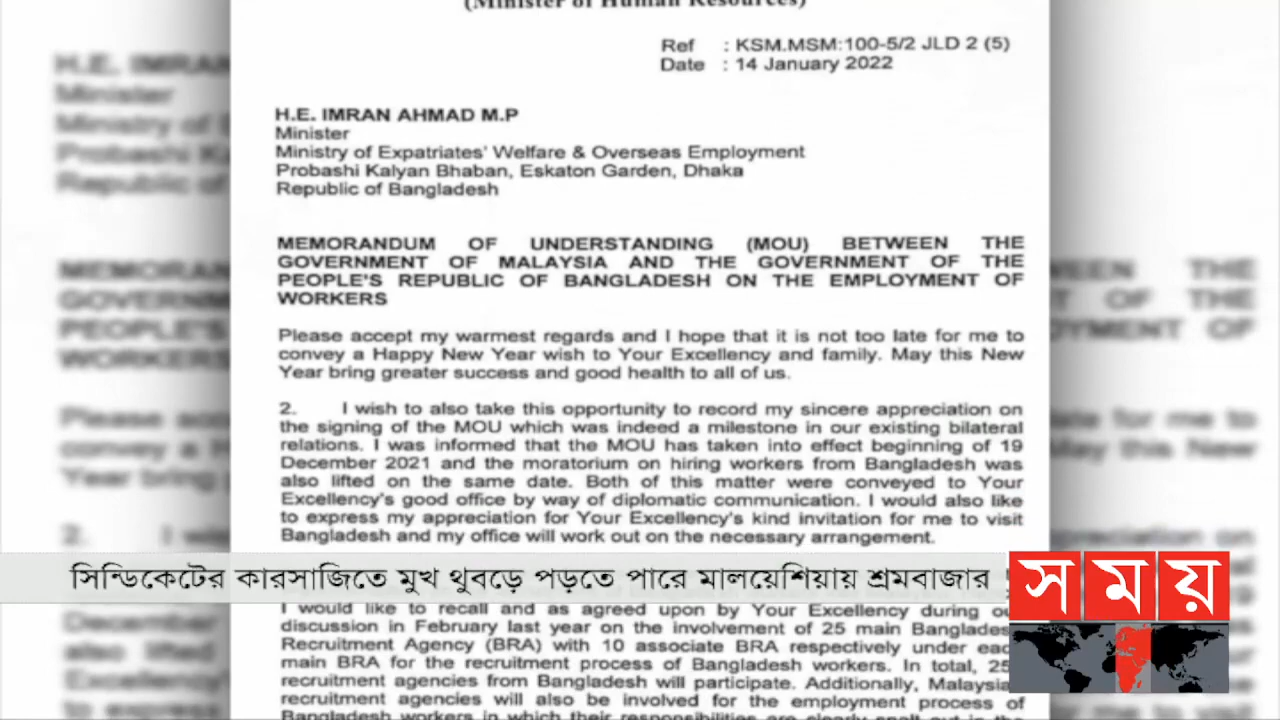 (Minister of Human Resources)
Ref : KSM.MSM:100-5/2 JLD 2 (5)
Date : 14 January 2022
H.E. IMRAN AHMAD M.P
Minister
Ministry of Expatriates' Welfare & Overseas Employment
Probashi Kalyan Bhaban, Eskaton Garden, Dhaka
Republic of Bangladesh
MEMORANDUM OF UNDERSTANDING (MOU) BETWEEN THE
GOVERNMENT OF MALAYSIA AND THE GOVERNMENT OF THE
PEOPLE'S REPUBLIC OF BANGLADESH ON THE EMPLOYMENT OF
WORKERS
Please accept my warmest regards and I hope that it is not too late for me to
convey a Happy New Year wish to Your Excellency and family. May this New
Year bring greater success and good health to all of us.
2. I wish to also take this opportunity to record my sincere appreciation on
the signing of the MOU which was indeed a milestone in our existing bilateral
relations. I was informed that the MOU has taken into effect beginning of 19
December 2021 and the moratorium on hiring workers from Bangladesh was
also lifted on the same date. Both of this matter were conveyed to Your
Excellency's good office by way of diplomatic communication. I would also like
to express my appreciation for Your Excellency's kind invitation for me to visit
Bangladesh and my office will work out on the necessary arrangement.
সিন্ডিকেটের কারসাজিতে মুখ থুবড়ে পড়তে পারে মালয়েশিয়ায় শ্রমবাজার
সময়
I would like to recall and as agreed upon by Your Excellency during
discussion in February last year on the involvement of 25 main
Recruitment Agency (BRA) with 10 associate BRA respectively under
main BRA for the recruitment process of Bangladesh workers. In total,
recruitment agencies from Bangladesh will participate. Additionally, Malaysia
recruitment agencies will also be involved for the employment process of
Bangladesh workers in which their responsibilities are clearly spelt out in the